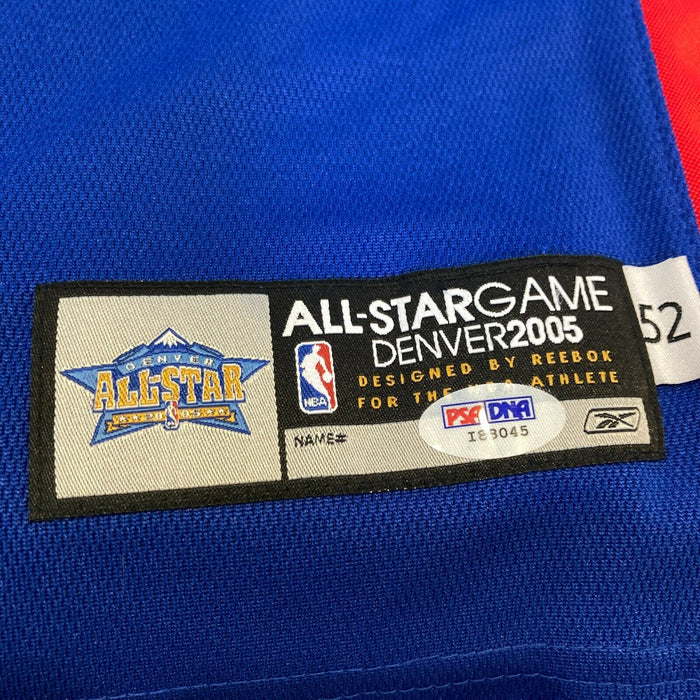 DENVER
ALL-STAR
2005
ALL-STARGAME
DENVER2005
NBA
DESIGNED BY REEBOK
FOR THE NBA ATHLETE
NAME#
PSA DNA
I83045
52